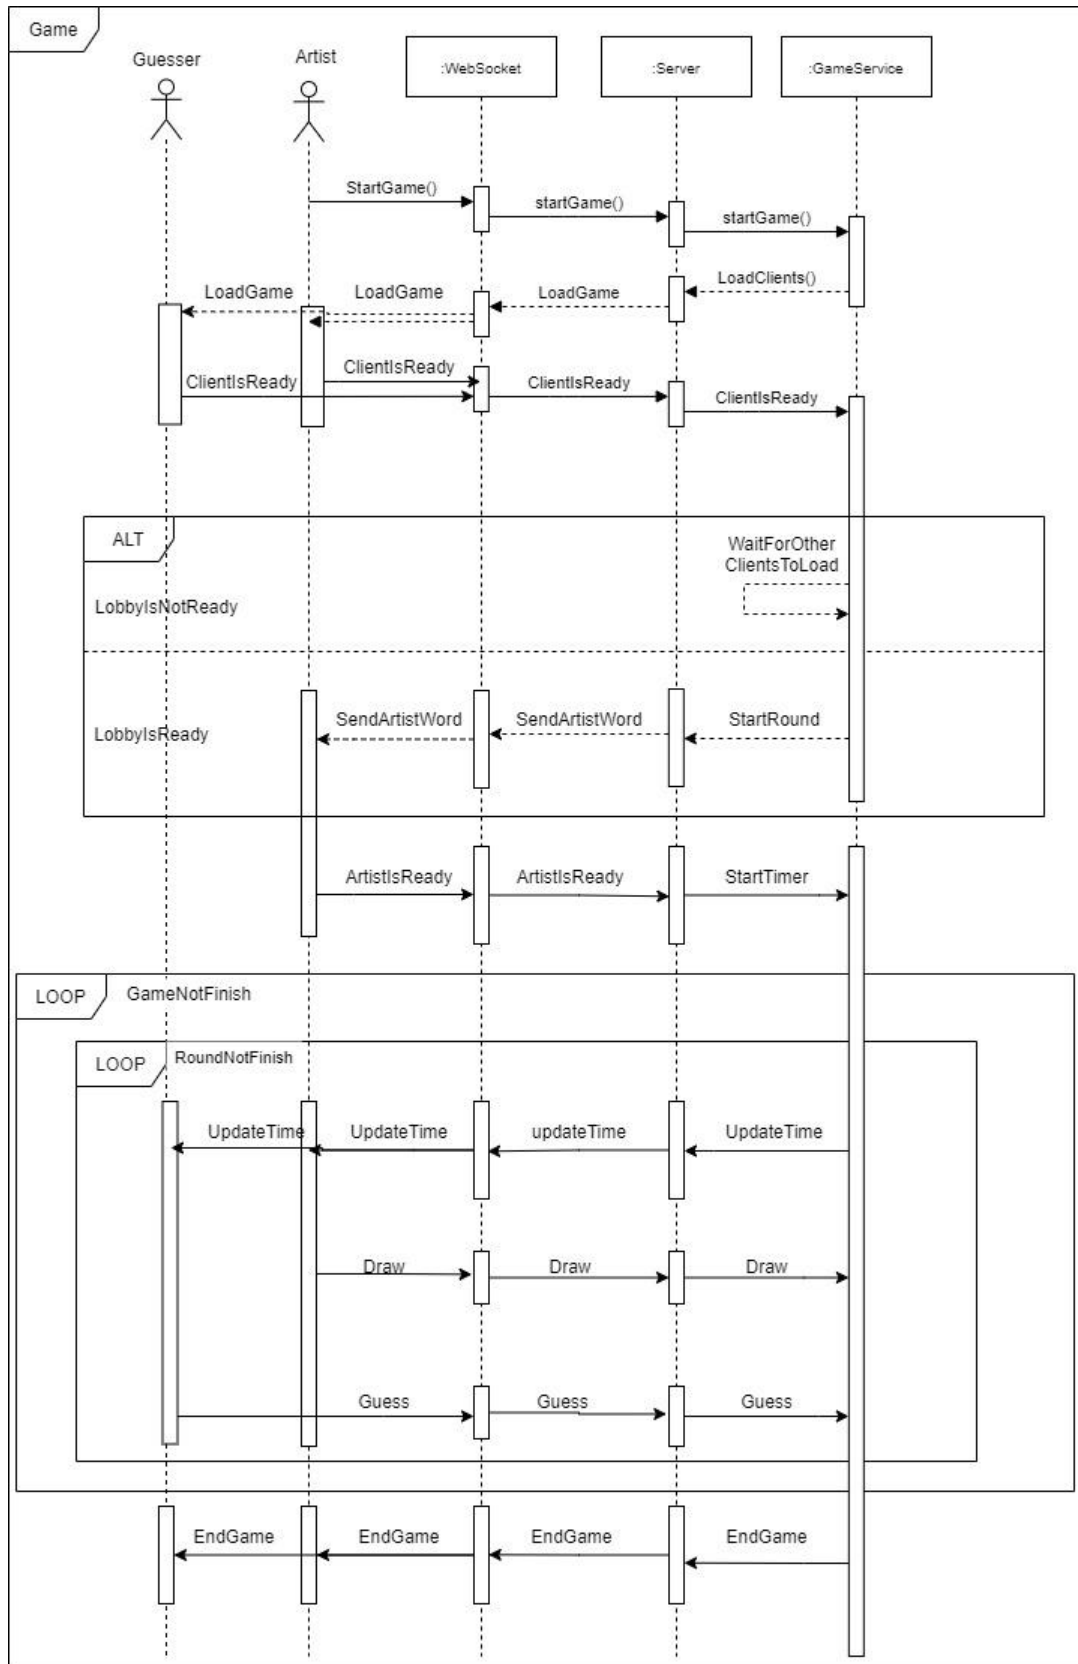 Game
Guesser
Artist
:WebSocket
:Server
:GameService
StartGame()
startGame()
startGame()
LoadClients()
LoadGame
LoadGame
LoadGame
ClientIsReady
ClientIsReady
ClientIsReady
ClientIsReady
ALT
WaitForOther
ClientsToLoad
LobbyIsNotReady
SendArtistWord
SendArtistWord
StartRound
LobbyIsReady
ArtistIsReady
ArtistIsReady
StartTimer
LOOP
GameNotFinish
LOOP
RoundNotFinish
UpdateTime
UpdateTime
updateTime
UpdateTime
Draw
Draw
Draw
Guess
Guess
Guess
EndGame
EndGame
EndGame
EndGame